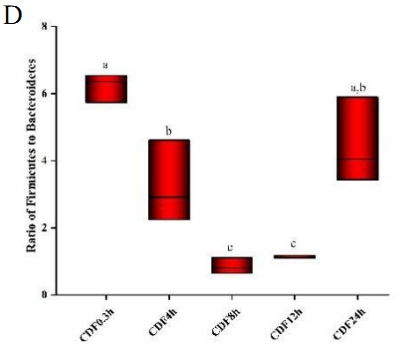 D
8
6
4
2
0
Ratio of Firmicutes to Bacteroidetes
a
b
c
c
a,b
CDF0.3h
CDF4h
CDF8h
CDF12h
CDF24h